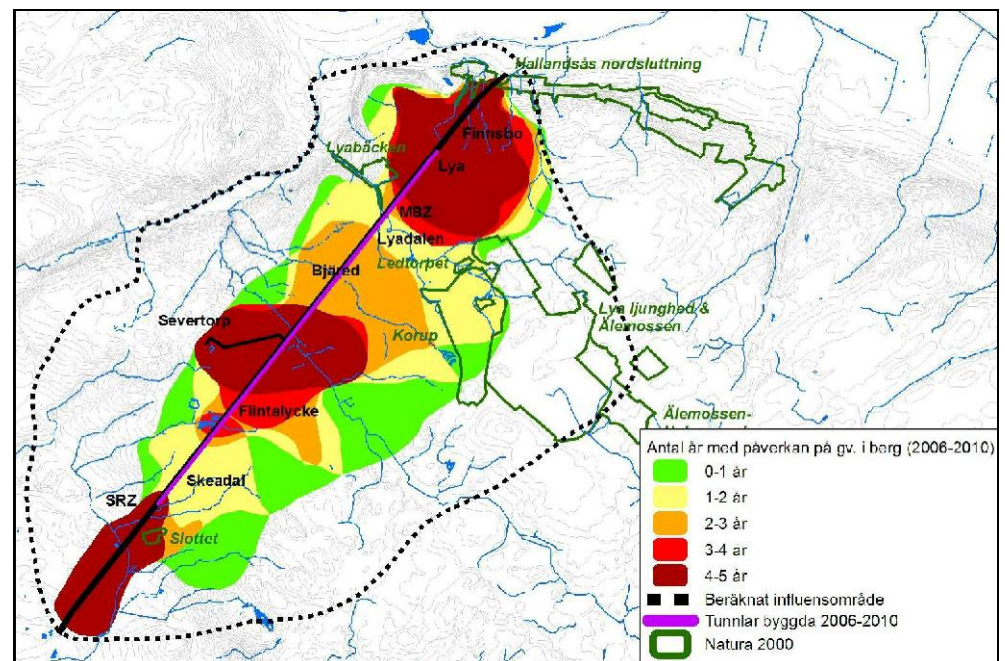 Hallandsås nordsluttning
Finnsbo
Lyabäcken
Lya
MBZ
Lyadalen
Ledtorpet
Bjäred
Severtorp
Lya ljunghed &
Älemossen
Korup
Flintalycke
Älemossen-
Skeadal
SRZ
Slottet
Antal år med påverkan på gv. i berg (2006-2010)
0-1 år
1-2 år
2-3 år
3-4 år
4-5 år
Beräknat influensområde
Tunnlar byggda 2006-2010
Natura 2000